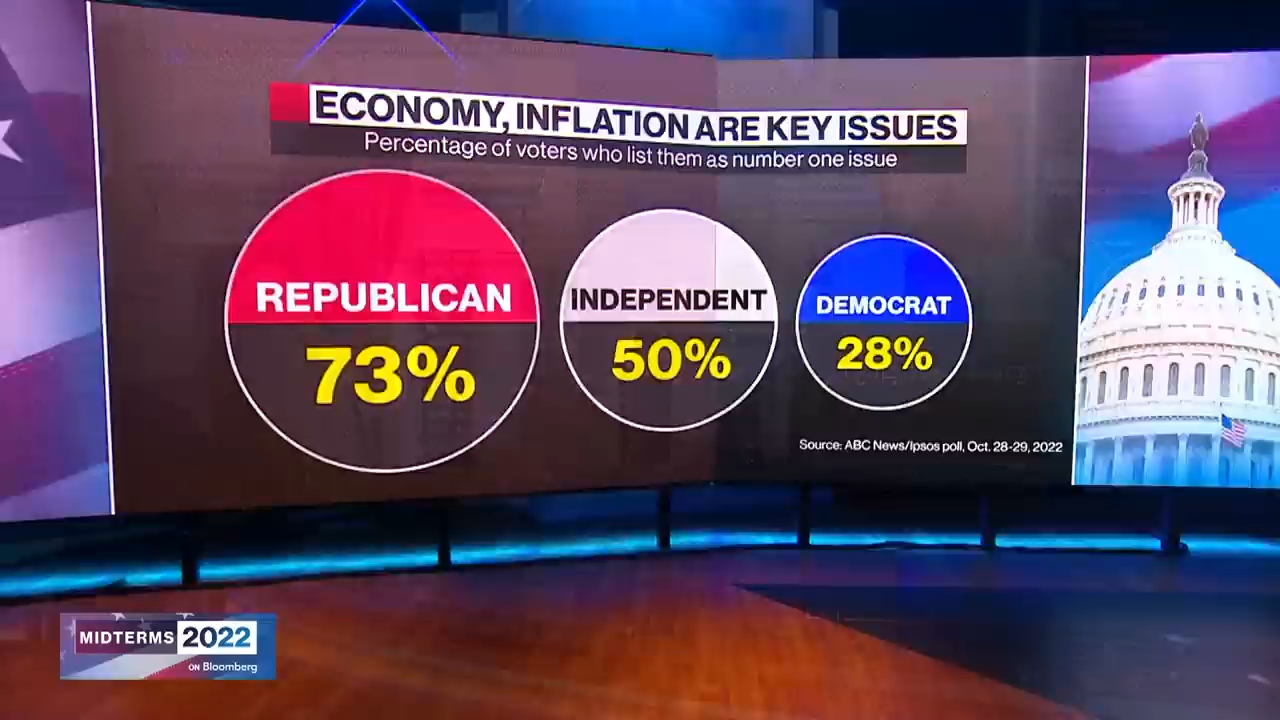 ECONOMY, INFLATION ARE KEY ISSUES
Percentage of voters who list them as number one issue
REPUBLICAN
73%
INDEPENDENT
50%
DEMOCRAT
28%
Source: ABC News/Ipsos poll, Oct. 28-29, 2022
MIDTERMS 2022
ON Bloomberg